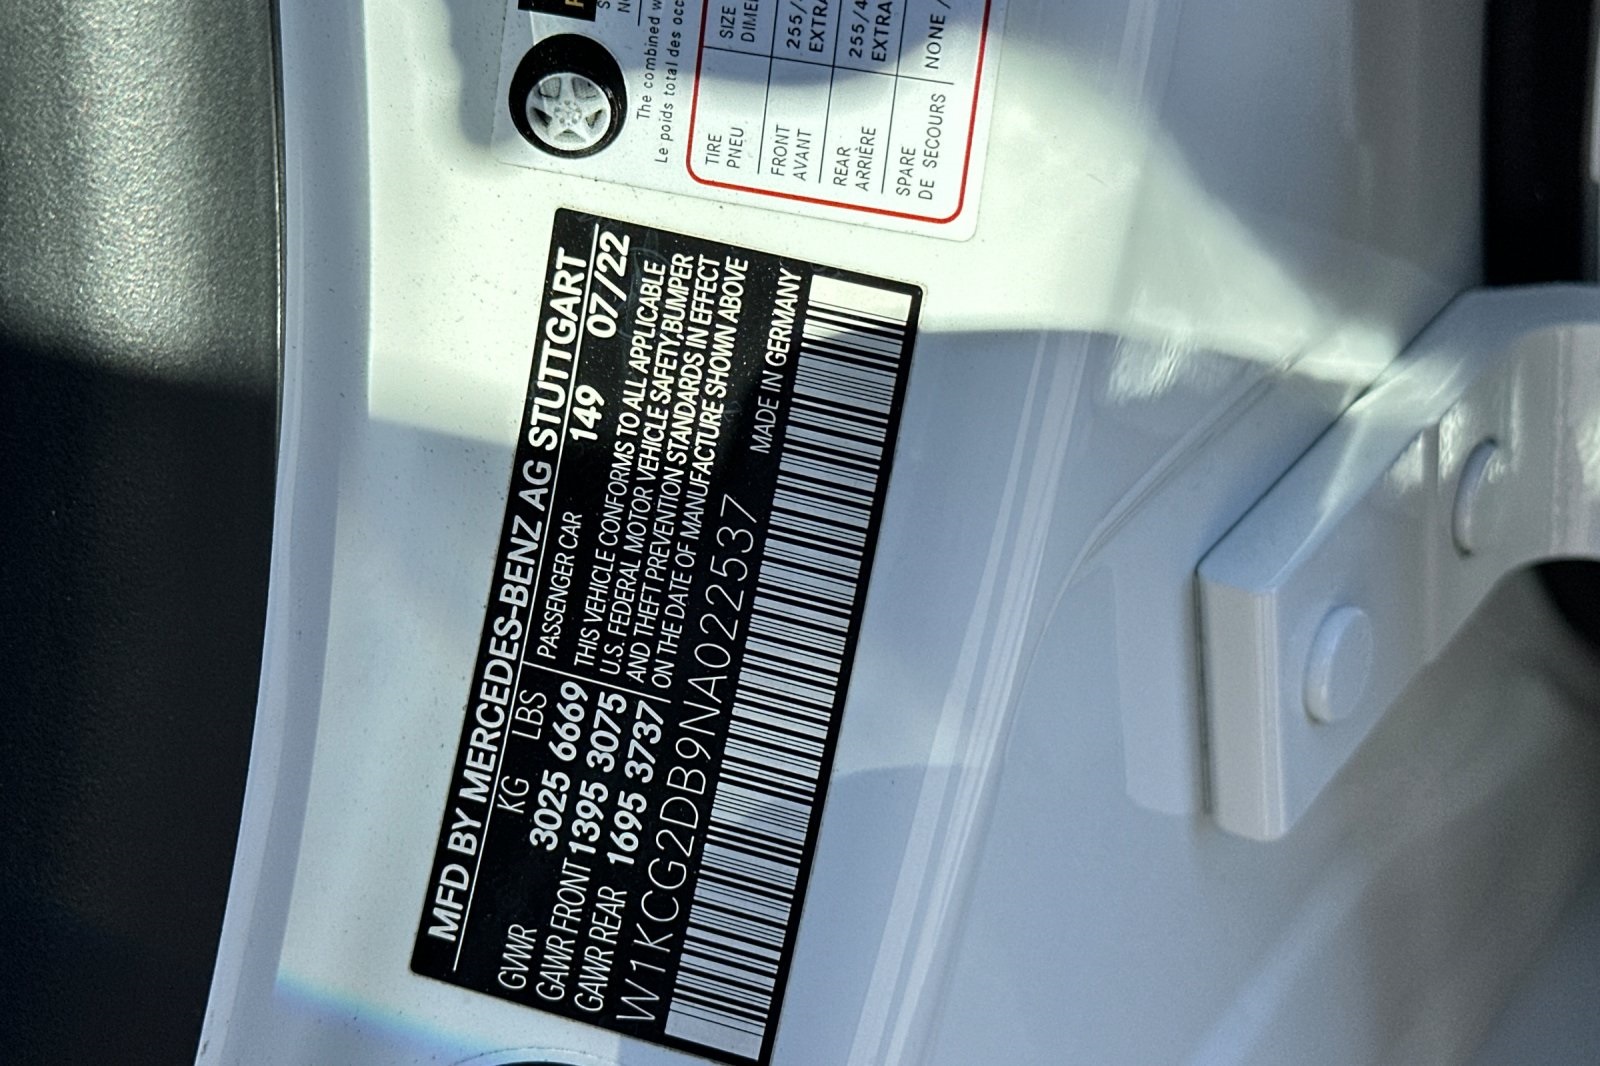 MFD BY MERCEDES-BENZ AG STUTTGART
KG LBS PASSENGER CAR 149 07/22
GVWR 3025 6669
GAWR FRONT 1395 3075
GAWR REAR 1695 3737
THIS VEHICLE CONFORMS TO ALL APPLICABLE
U.S. FEDERAL MOTOR VEHICLE SAFETY, BUMPER
AND THEFT PREVENTION STANDARDS IN EFFECT
ON THE DATE OF MANUFACTURE SHOWN ABOVE
W1KCG2DB9NA022537
MADE IN GERMANY
The combined
Le poids total des
TIRE SIZE
PNEU
FRONT 255/
AVANT EXTRA
REAR 255/4
ARRIÈRE EXTRA
SPARE NONE /
DE SECOURS